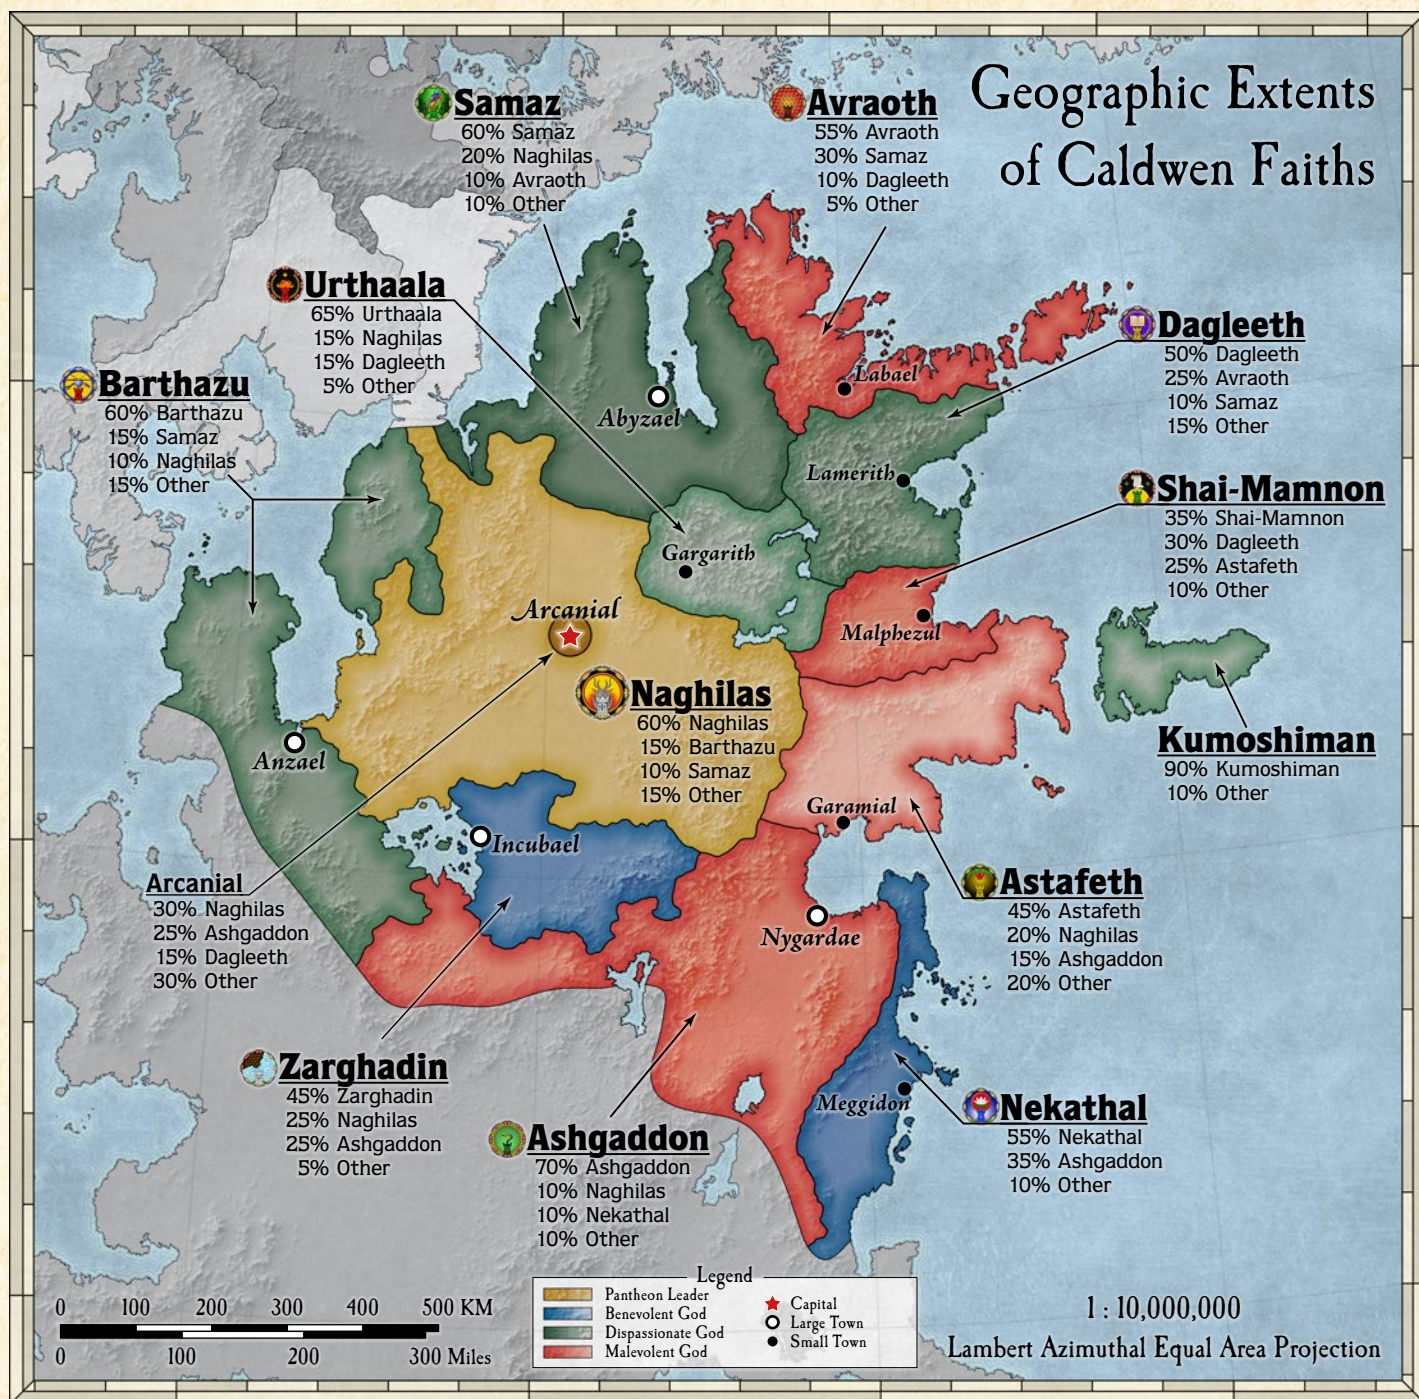 Geographic Extents
of Caldwen Faiths
Samaz
60% Samaz
20% Naghilas
10% Avraoth
10% Other
Avraoth
55% Avraoth
30% Samaz
10% Dagleeth
5% Other
Urthaala
65% Urthaala
15% Naghilas
15% Dagleeth
5% Other
Dagleeth
50% Dagleeth
25% Avraoth
10% Samaz
15% Other
Barthazu
60% Barthazu
15% Samaz
10% Naghilas
15% Other
Labael
Abyzael
Lamerith
Shai-Mamnon
35% Shai-Mamnon
30% Dagleeth
25% Astafeth
10% Other
Gargarith
Arcanial
Malphezul
Naghilas
60% Naghilas
15% Barthazu
10% Samaz
15% Other
Kumoshiman
90% Kumoshiman
10% Other
Anzael
Garamial
Incubael
Arcanial
30% Naghilas
25% Ashgaddon
15% Dagleeth
30% Other
Astafeth
45% Astafeth
20% Naghilas
15% Ashgaddon
20% Other
Nygardae
Zarghadin
45% Zarghadin
25% Naghilas
25% Ashgaddon
5% Other
Meggidon
Nekathal
55% Nekathal
35% Ashgaddon
10% Other
Ashgaddon
70% Ashgaddon
10% Naghilas
10% Nekathal
10% Other
0 100 200 300 400 500 KM
0 100 200 300 Miles
Legend
Pantheon Leader
Benevolent God
Dispassionate God
Malevolent God
Capital
Large Town
Small Town
1 : 10,000,000
Lambert Azimuthal Equal Area Projection